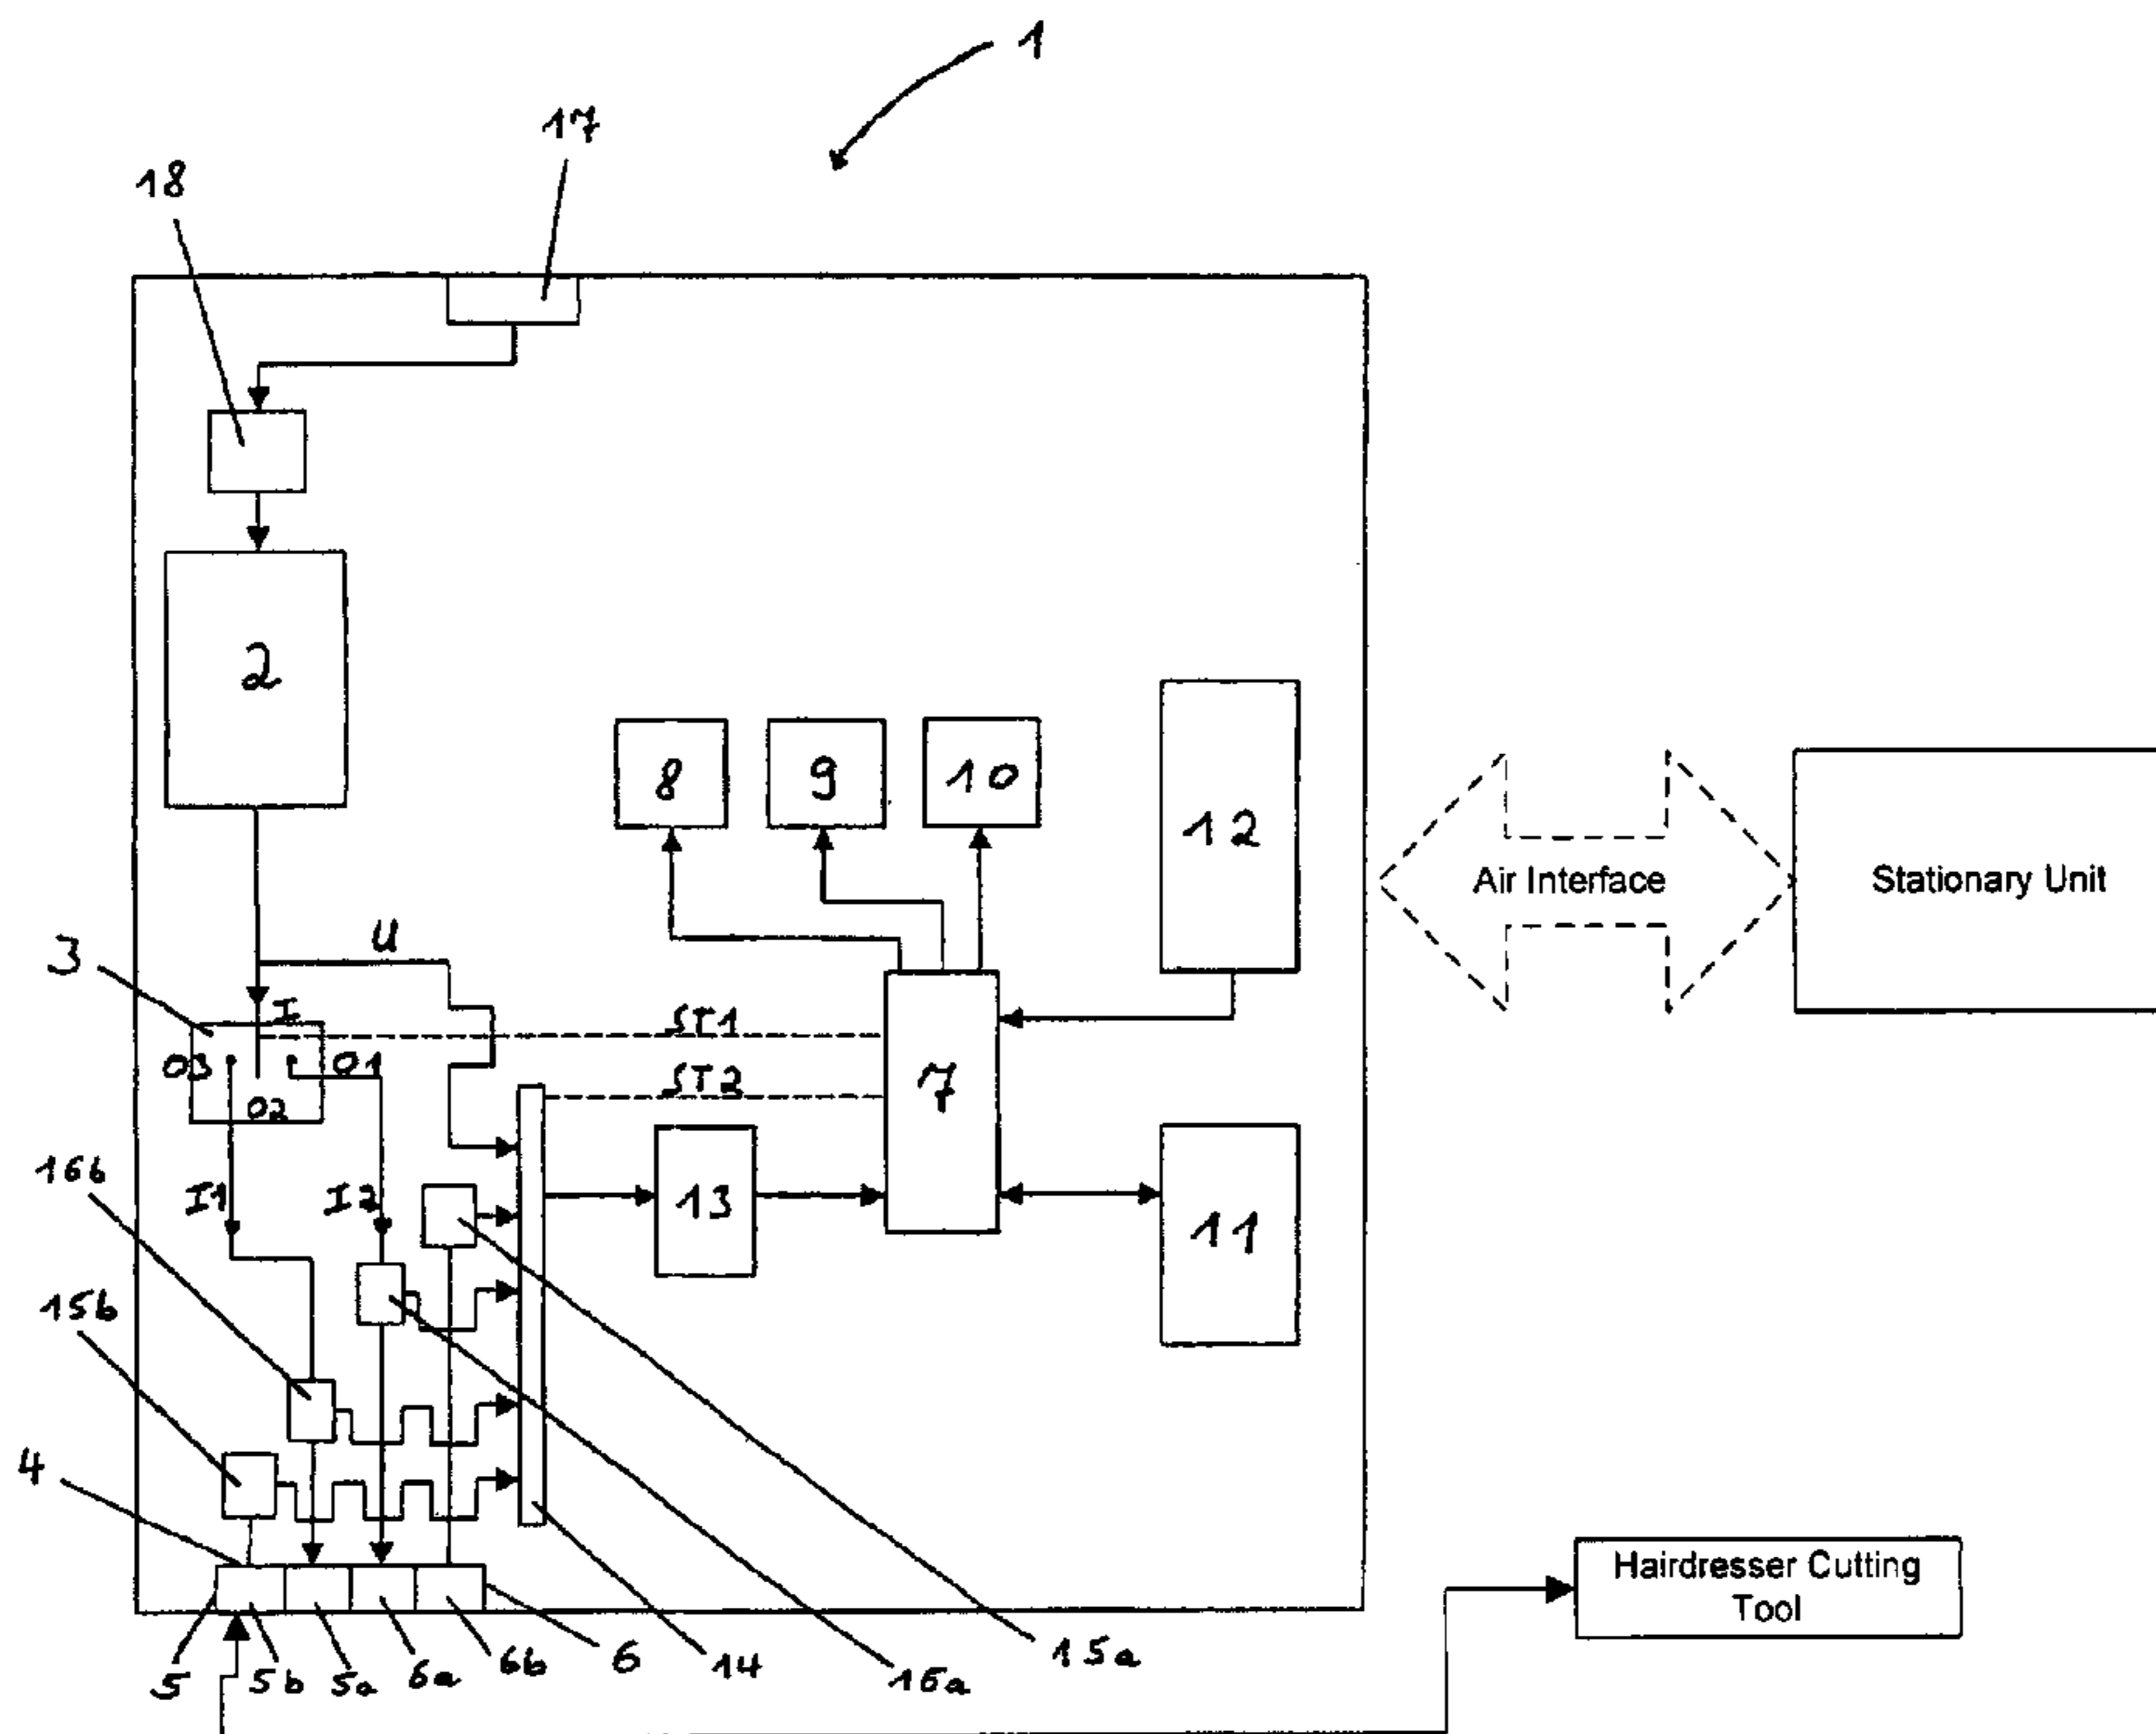 1
17
18
2
8
9
10
12
Air Interface
Stationary Unit
U
3
I
ST1
O3
O1
ST2
7
O2
16b
I1
I2
13
11
15b
4
Hairdresser Cutting
Tool
5
5b
5a
6a
6b
6
14
16a
15a